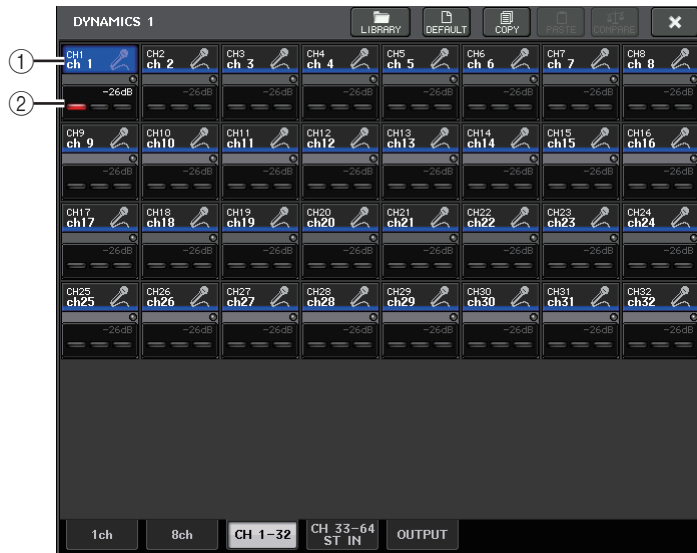 DYNAMICS 1
LIBRARY DEFAULT COPY PASTE COMPARE
①
CH1 CH2 CH3 CH4 CH5 CH6 CH7 CH8
ch 1 ch 2 ch 3 ch 4 ch 5 ch 6 ch 7 ch 8
②
-26dB -26dB -26dB -26dB -26dB -26dB -26dB -26dB
CH9 CH10 CH11 CH12 CH13 CH14 CH15 CH16
ch 9 ch10 ch11 ch12 ch13 ch14 ch15 ch16
-26dB -26dB -26dB -26dB -26dB -26dB -26dB -26dB
CH17 CH18 CH19 CH20 CH21 CH22 CH23 CH24
ch17 ch18 ch19 ch20 ch21 ch22 ch23 ch24
-26dB -26dB -26dB -26dB -26dB -26dB -26dB -26dB
CH25 CH26 CH27 CH28 CH29 CH30 CH31 CH32
ch25 ch26 ch27 ch28 ch29 ch30 ch31 ch32
-26dB -26dB -26dB -26dB -26dB -26dB -26dB -26dB
1ch 8ch CH 1-32 CH 33-64 OUTPUT
ST IN